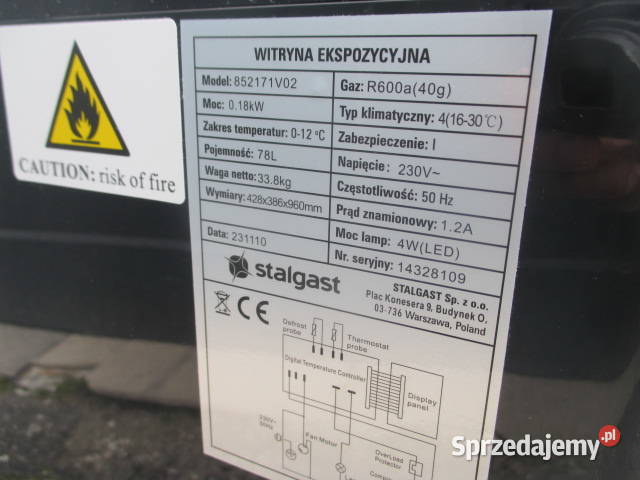 CAUTION: risk of fire
WITRYNA EKSPOZYCYJNA
Model: 852171V02
Moc: 0.18kW
Zakres temperatur: 0-12 °C
Pojemność: 78L
Waga netto: 33.8kg
Wymiary: 428x386x960mm
Data: 231110
Gaz: R600a(40g)
Typ klimatyczny: 4(16-30℃)
Zabezpieczenie: I
Napięcie: 230V~
Częstotliwość: 50 Hz
Prąd znamionowy: 1.2A
Moc lamp: 4W(LED)
Nr. seryjny: 14328109
stalgast
STALGAST Sp. z o.o.
Plac Konesera 9, Budynek O,
03-736 Warszawa, Poland
CE
Defrost
probe
Thermostat
probe
Digital Temperature Controller
Display
panel
230V~
50Hz
Fan Motor
OverLoad
Protector
Sprzedajemy.pl